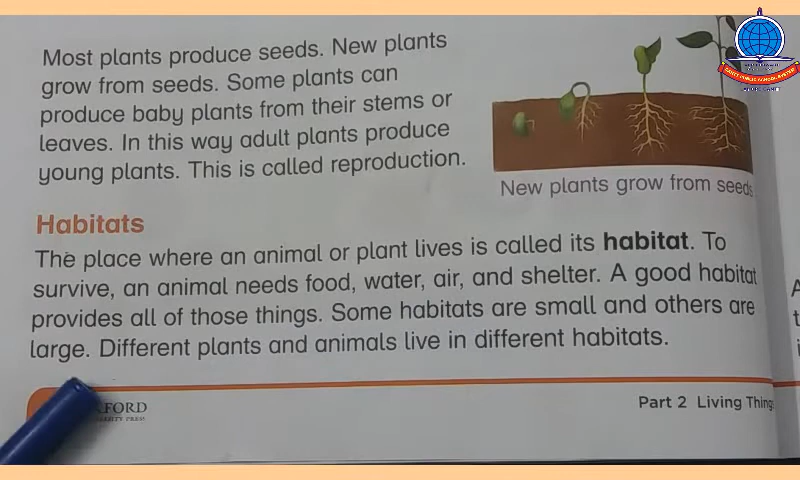 Most plants produce seeds. New plants
grow from seeds. Some plants can
produce baby plants from their stems or
leaves. In this way adult plants produce
young plants. This is called reproduction.
New plants grow from seeds
Habitats
The place where an animal or plant lives is called its habitat. To
survive, an animal needs food, water, air, and shelter. A good habitat
provides all of those things. Some habitats are small and others are
large. Different plants and animals live in different habitats.
Part 2 Living Thing